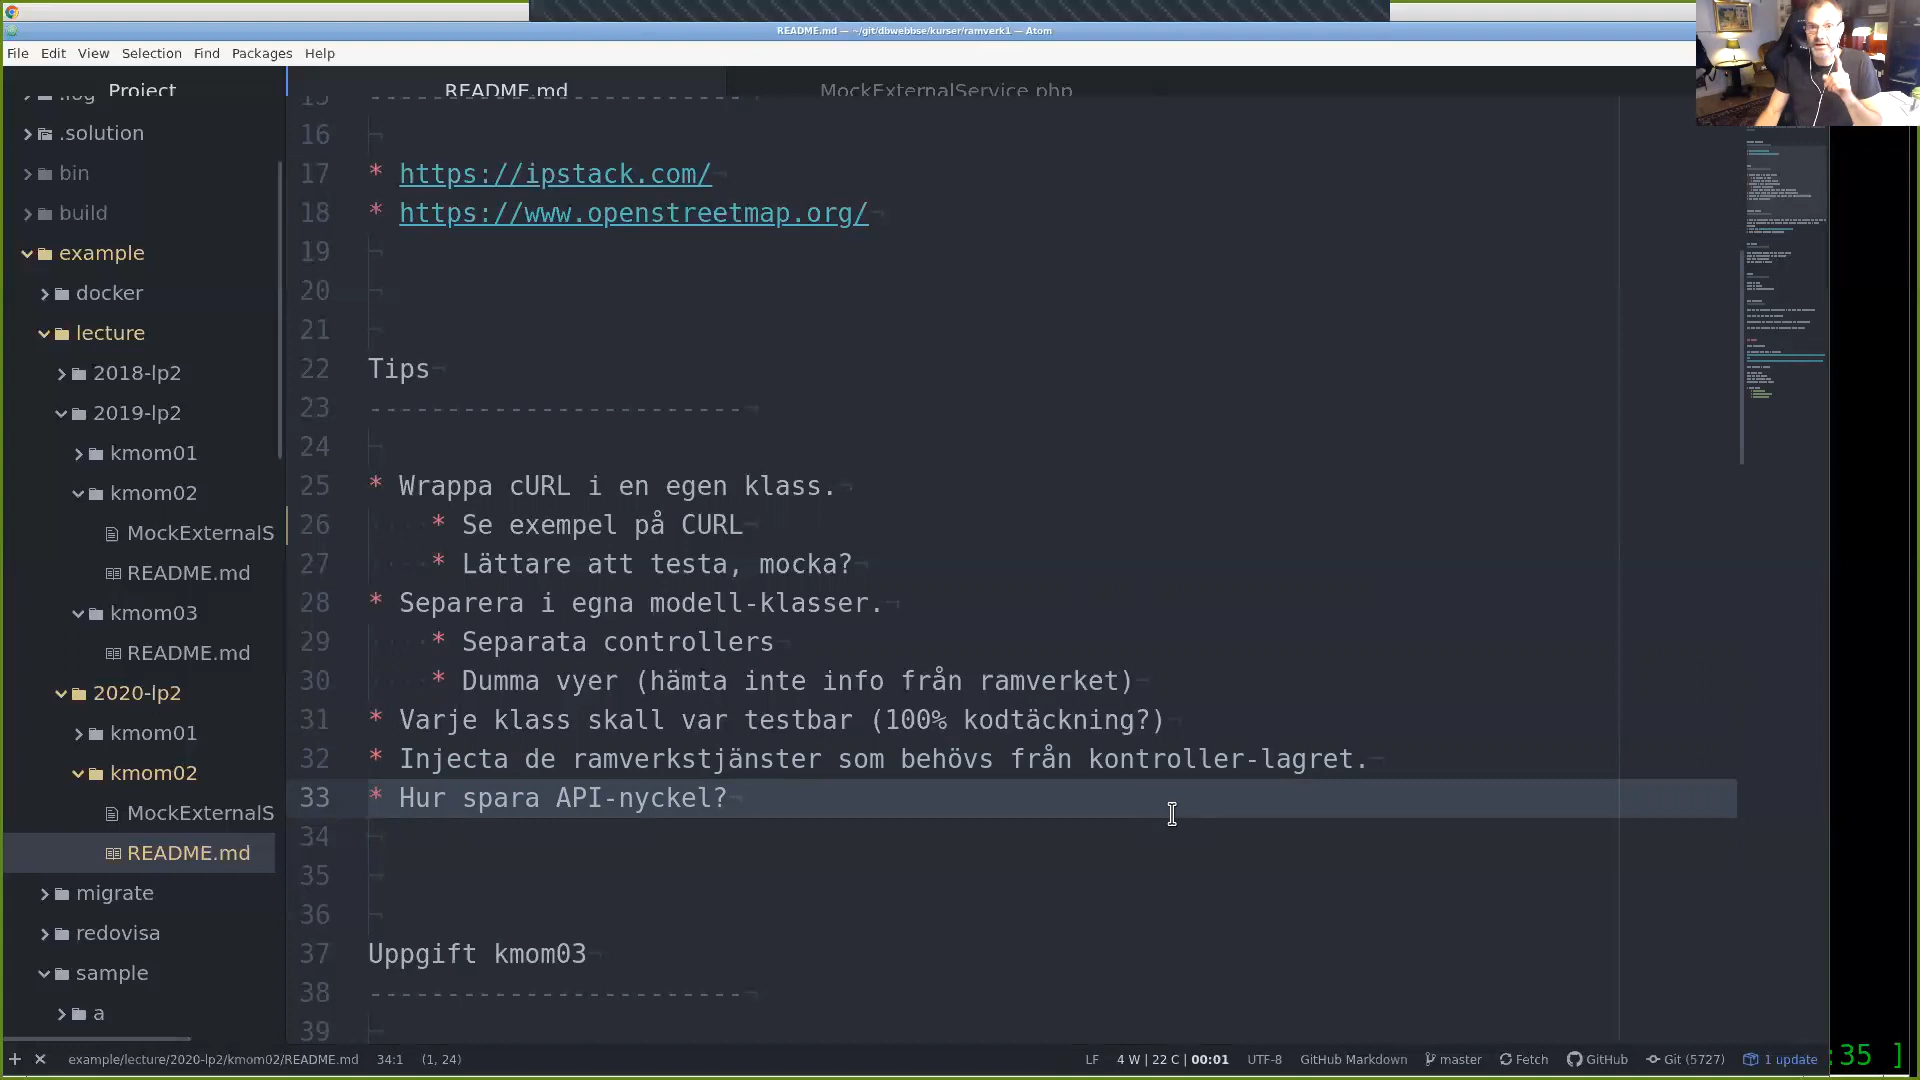 README.md — ~/git/dbwebbse/kurser/ramverk1 — Atom
File Edit View Selection Find Packages Help
Project
README.md
MockExternalService.php
.log
.solution
bin
build
example
docker
lecture
2018-lp2
2019-lp2
kmom01
kmom02
MockExternalS
README.md
kmom03
README.md
2020-lp2
kmom01
kmom02
MockExternalS
README.md
migrate
redovisa
sample
a
15 ------------------------
16
17 * https://ipstack.com/
18 * https://www.openstreetmap.org/
19
20
21
22 Tips
23 ------------------------
24
25 * Wrappa cURL i en egen klass.
26 * Se exempel på CURL
27 * Lättare att testa, mocka?
28 * Separera i egna modell-klasser.
29 * Separata controllers
30 * Dumma vyer (hämta inte info från ramverket)
31 * Varje klass skall var testbar (100% kodtäckning?)
32 * Injecta de ramverkstjänster som behövs från kontroller-lagret.
33 * Hur spara API-nyckel?
34
35
36
37 Uppgift kmom03
38 ------------------------
39
example/lecture/2020-lp2/kmom02/README.md 34:1 (1, 24) LF 4 W | 22 C | 00:01 UTF-8 GitHub Markdown master Fetch GitHub Git (5727) 1 update
:35 ]